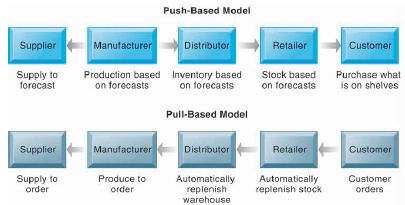 Push-Based Model
Supplier Manufacturer Distributor Retailer Customer
Supply to Production based Inventory based Stock based Purchase what
forecast on forecasts on forecasts on forecasts is on shelves
Pull-Based Model
Supplier Manufacturer Distributor Retailer Customer
Supply to Produce to Automatically Automatically Customer
order order replenish replenish stock orders
warehouse